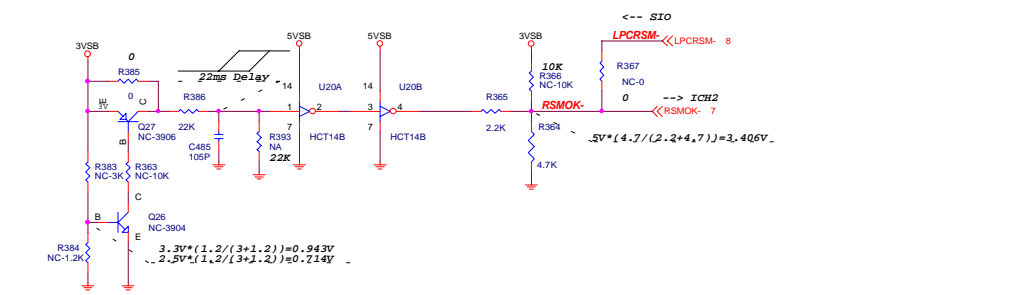 <-- SIO
3VSB
5VSB
5VSB
3VSB
LPCRSM-
LPCRSM- 8
0
R385
0
22ms Delay
10K
R366
NC-10K
R367
NC-0
14
U20A
14
U20B
E
3V
C
R386
22K
1
2
3
4
R365
2.2K
RSMOK-
0
--> ICH2
RSMOK- 7
Q27
NC-3906
B
7
HCT14B
7
HCT14B
C485
105P
R393
NA
22K
R364
4.7K
5V*(4.7/(2.2+4.7))=3.406V
R383
NC-3K
R363
NC-10K
C
B
Q26
NC-3904
E
R384
NC-1.2K
3.3V*(1.2/(3+1.2))=0.943V
2.5V*(1.2/(3+1.2))=0.714V